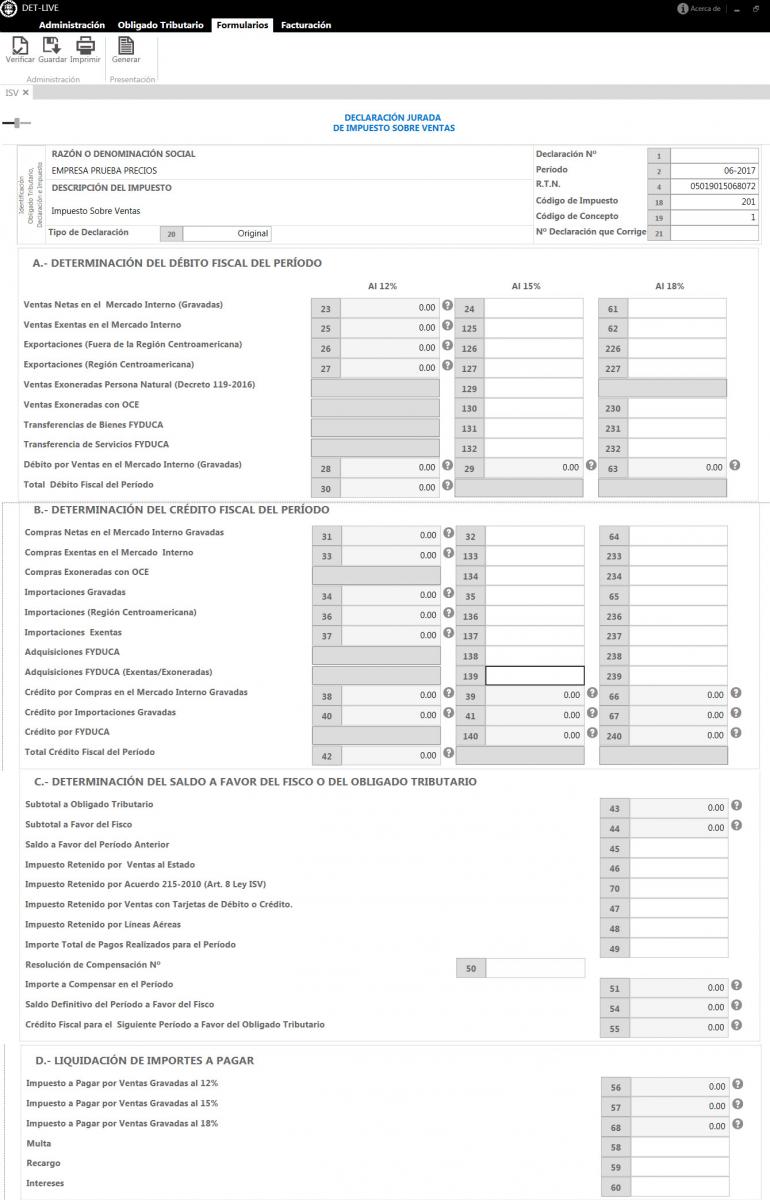 DET-LIVE
Acerca de
Administración Obligado Tributario Formularios Facturación
Verificar Guardar Imprimir Generar
Administración Presentación
ISV ×
DECLARACIÓN JURADA
DE IMPUESTO SOBRE VENTAS
Identificación
Obligado Tributario,
Declaración e Impuesto
RAZÓN O DENOMINACIÓN SOCIAL
EMPRESA PRUEBA PRECIOS
DESCRIPCIÓN DEL IMPUESTO
Impuesto Sobre Ventas
Tipo de Declaración 20 Original
Declaración Nº 1
Período 2 06-2017
R.T.N. 4 05019015068072
Código de Impuesto 18 201
Código de Concepto 19 1
Nº Declaración que Corrige 21
A.- DETERMINACIÓN DEL DÉBITO FISCAL DEL PERÍODO
Al 12% Al 15% Al 18%
Ventas Netas en el Mercado Interno (Gravadas) 23 0.00 ? 24 61
Ventas Exentas en el Mercado Interno 25 0.00 ? 125 62
Exportaciones (Fuera de la Región Centroamericana) 26 0.00 ? 126 226
Exportaciones (Región Centroamericana) 27 0.00 ? 127 227
Ventas Exoneradas Persona Natural (Decreto 119-2016) 129
Ventas Exoneradas con OCE 130 230
Transferencias de Bienes FYDUCA 131 231
Transferencia de Servicios FYDUCA 132 232
Débito por Ventas en el Mercado Interno (Gravadas) 28 0.00 ? 29 0.00 ? 63 0.00 ?
Total Débito Fiscal del Período 30 0.00 ?
B.- DETERMINACIÓN DEL CRÉDITO FISCAL DEL PERÍODO
Compras Netas en el Mercado Interno Gravadas 31 0.00 ? 32 64
Compras Exentas en el Mercado Interno 33 0.00 ? 133 233
Compras Exoneradas con OCE 134 234
Importaciones Gravadas 34 0.00 ? 35 65
Importaciones (Región Centroamericana) 36 0.00 ? 136 236
Importaciones Exentas 37 0.00 ? 137 237
Adquisiciones FYDUCA 138 238
Adquisiciones FYDUCA (Exentas/Exoneradas) 139 239
Crédito por Compras en el Mercado Interno Gravadas 38 0.00 ? 39 0.00 ? 66 0.00 ?
Crédito por Importaciones Gravadas 40 0.00 ? 41 0.00 ? 67 0.00 ?
Crédito por FYDUCA 140 0.00 ? 240 0.00 ?
Total Crédito Fiscal del Período 42 0.00 ?
C.- DETERMINACIÓN DEL SALDO A FAVOR DEL FISCO O DEL OBLIGADO TRIBUTARIO
Subtotal a Obligado Tributario 43 0.00 ?
Subtotal a Favor del Fisco 44 0.00 ?
Saldo a Favor del Período Anterior 45
Impuesto Retenido por Ventas al Estado 46
Impuesto Retenido por Acuerdo 215-2010 (Art. 8 Ley ISV) 70
Impuesto Retenido por Ventas con Tarjetas de Débito o Crédito. 47
Impuesto Retenido por Líneas Aéreas 48
Importe Total de Pagos Realizados para el Período 49
Resolución de Compensación Nº 50
Importe a Compensar en el Período 51 0.00 ?
Saldo Definitivo del Período a Favor del Fisco 54 0.00 ?
Crédito Fiscal para el Siguiente Período a Favor del Obligado Tributario 55 0.00 ?
D.- LIQUIDACIÓN DE IMPORTES A PAGAR
Impuesto a Pagar por Ventas Gravadas al 12% 56 0.00 ?
Impuesto a Pagar por Ventas Gravadas al 15% 57 0.00 ?
Impuesto a Pagar por Ventas Gravadas al 18% 68 0.00 ?
Multa 58
Recargo 59
Intereses 60